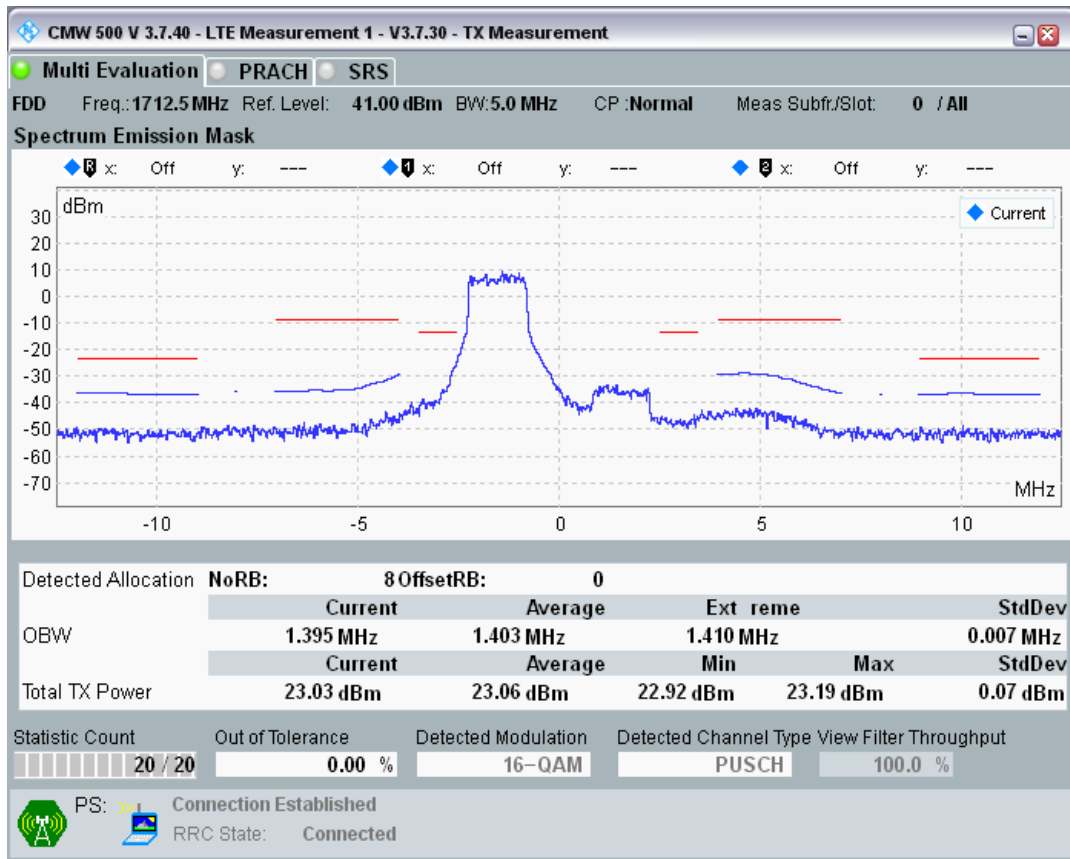 CMW 500 V 3.7.40 - LTE Measurement 1 - V3.7.30 - TX Measurement
Multi Evaluation PRACH SRS
FDD Freq.: 1712.5 MHz Ref. Level: 41.00 dBm BW: 5.0 MHz CP : Normal Meas Subfr./Slot: 0 / All
Spectrum Emission Mask
R x: Off y: --- 1 x: Off y: --- 2 x: Off y: ---
dBm
Current
30
20
10
0
-10
-20
-30
-40
-50
-60
-70
MHz
-10 -5 0 5 10
Detected Allocation NoRB: 8 OffsetRB: 0
Current Average Ext reme StdDev
OBW 1.395 MHz 1.403 MHz 1.410 MHz 0.007 MHz
Current Average Min Max StdDev
Total TX Power 23.03 dBm 23.06 dBm 22.92 dBm 23.19 dBm 0.07 dBm
Statistic Count Out of Tolerance Detected Modulation Detected Channel Type View Filter Throughput
20 / 20 0.00 % 16-QAM PUSCH 100.0 %
PS: Connection Established
RRC State: Connected